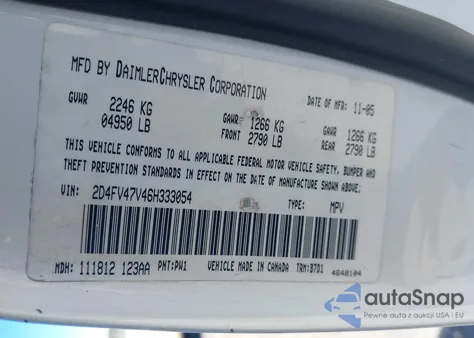 MFD BY DAIMLERCHRYSLER CORPORATION
DATE OF MFR: 11-05
GVWR 2246 KG
04950 LB
GAWR FRONT 1266 KG
2790 LB
GAWR REAR 1266 KG
2790 LB
THIS VEHICLE CONFORMS TO ALL APPLICABLE FEDERAL MOTOR VEHICLE SAFETY, BUMPER AND
THEFT PREVENTION STANDARDS IN EFFECT ON THE DATE OF MANUFACTURE SHOWN ABOVE:
VIN: 2D4FV47V46H333054 TYPE: MPV
MDH: 111812 123AA PNT: PW1 VEHICLE MADE IN CANADA TRM: B7D1
4648104
autoSnap
Pewne auta z aukcji USA i EU